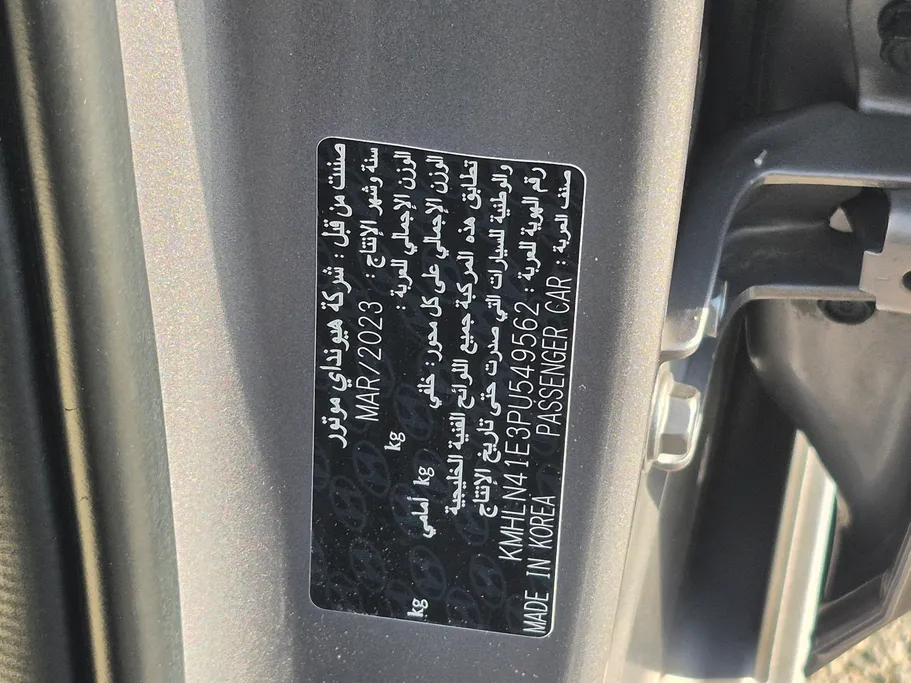 صنعت من قبل : شركة هيونداي موتور
سنة وشهر الإنتاج : MAR/2023
الوزن الإجمالي للعربة : kg
الوزن الإجمالي على كل محور: خلفي kg أمامي kg
تطابق هذه المركبة جميع اللوائح الفنية الخليجية
والوطنية للسيارات التي صدرت حتى تاريخ الإنتاج
رقم الهوية للعربة : KMHLN41E3PU549562
صنف العربة : PASSENGER CAR
MADE IN KOREA